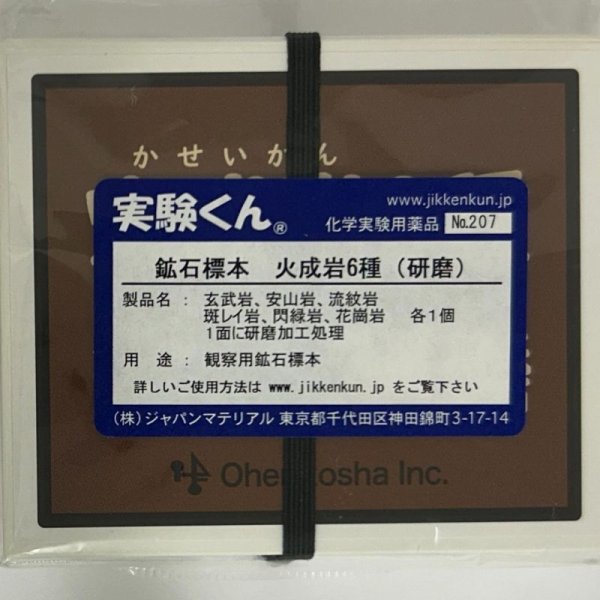 かせいがん
実験くん®
www.jikkenkun.jp
化学実験用薬品 No.207
鉱石標本 火成岩6種(研磨)
製品名: 玄武岩、安山岩、流紋岩
斑レイ岩、閃緑岩、花崗岩 各1個
1面に研磨加工処理
用 途: 観察用鉱石標本
詳しいご使用方法は www.jikkenkun.jp をご覧下さい
(株)ジャパンマテリアル 東京都千代田区神田錦町3-17-14
Inc.